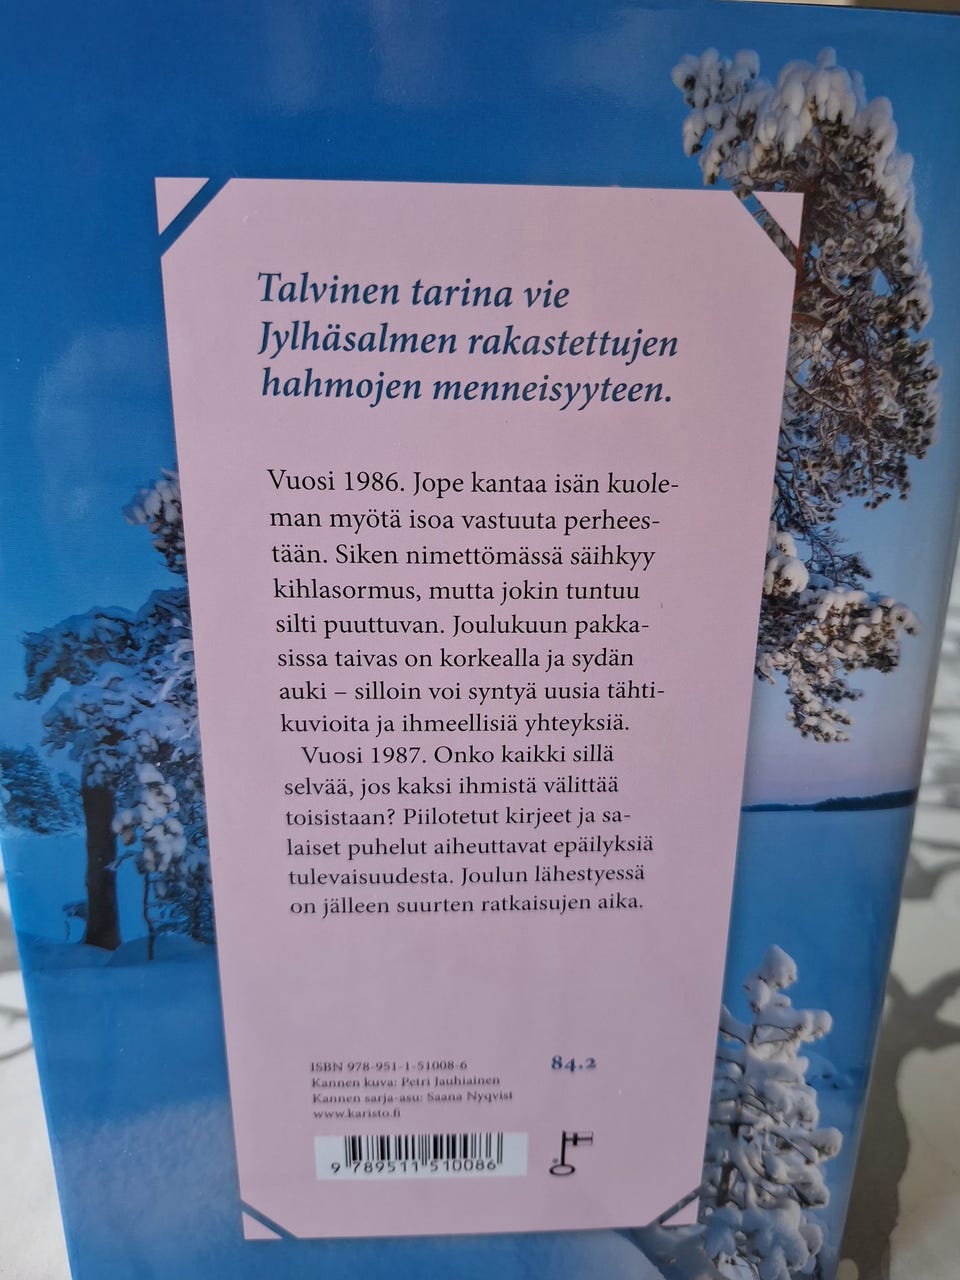 Talvinen tarina vie
Jylhäsalmen rakastettujen
hahmojen menneisyyteen.
Vuosi 1986. Jope kantaa isän kuole-
man myötä isoa vastuuta perhees-
tään. Siken nimettömässä säihkyy
kihlasormus, mutta jokin tuntuu
silti puuttuvan. Joulukuun pakka-
sissa taivas on korkealla ja sydän
auki – silloin voi syntyä uusia tähti-
kuvioita ja ihmeellisiä yhteyksiä.
Vuosi 1987. Onko kaikki sillä
selvää, jos kaksi ihmistä välittää
toisistaan? Piilotetut kirjeet ja sa-
laiset puhelut aiheuttavat epäilyksiä
tulevaisuudesta. Joulun lähestyessä
on jälleen suurten ratkaisujen aika.
ISBN 978-951-1-51008-6
84.2
Kannen kuva: Petri Jauhiainen
Kannen sarja-asu: Saana Nyqvist
www.karisto.fi
9 789511 510086